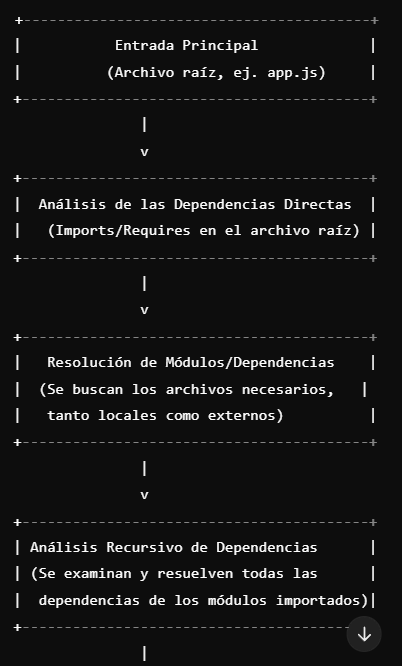 +----------------------------------------+
|           Entrada Principal             |
|          (Archivo raíz, ej. app.js)     |
+----------------------------------------+
|
v
+----------------------------------------+
|  Análisis de las Dependencias Directas  |
|   (Imports/Requires en el archivo raíz) |
+----------------------------------------+
|
v
+----------------------------------------+
|   Resolución de Módulos/Dependencias    |
|  (Se buscan los archivos necesarios,   |
|   tanto locales como externos)          |
+----------------------------------------+
|
v
+----------------------------------------+
| Análisis Recursivo de Dependencias      |
| (Se examinan y resuelven todas las      |
|  dependencias de los módulos importados)|
+----------------------------------------+
|